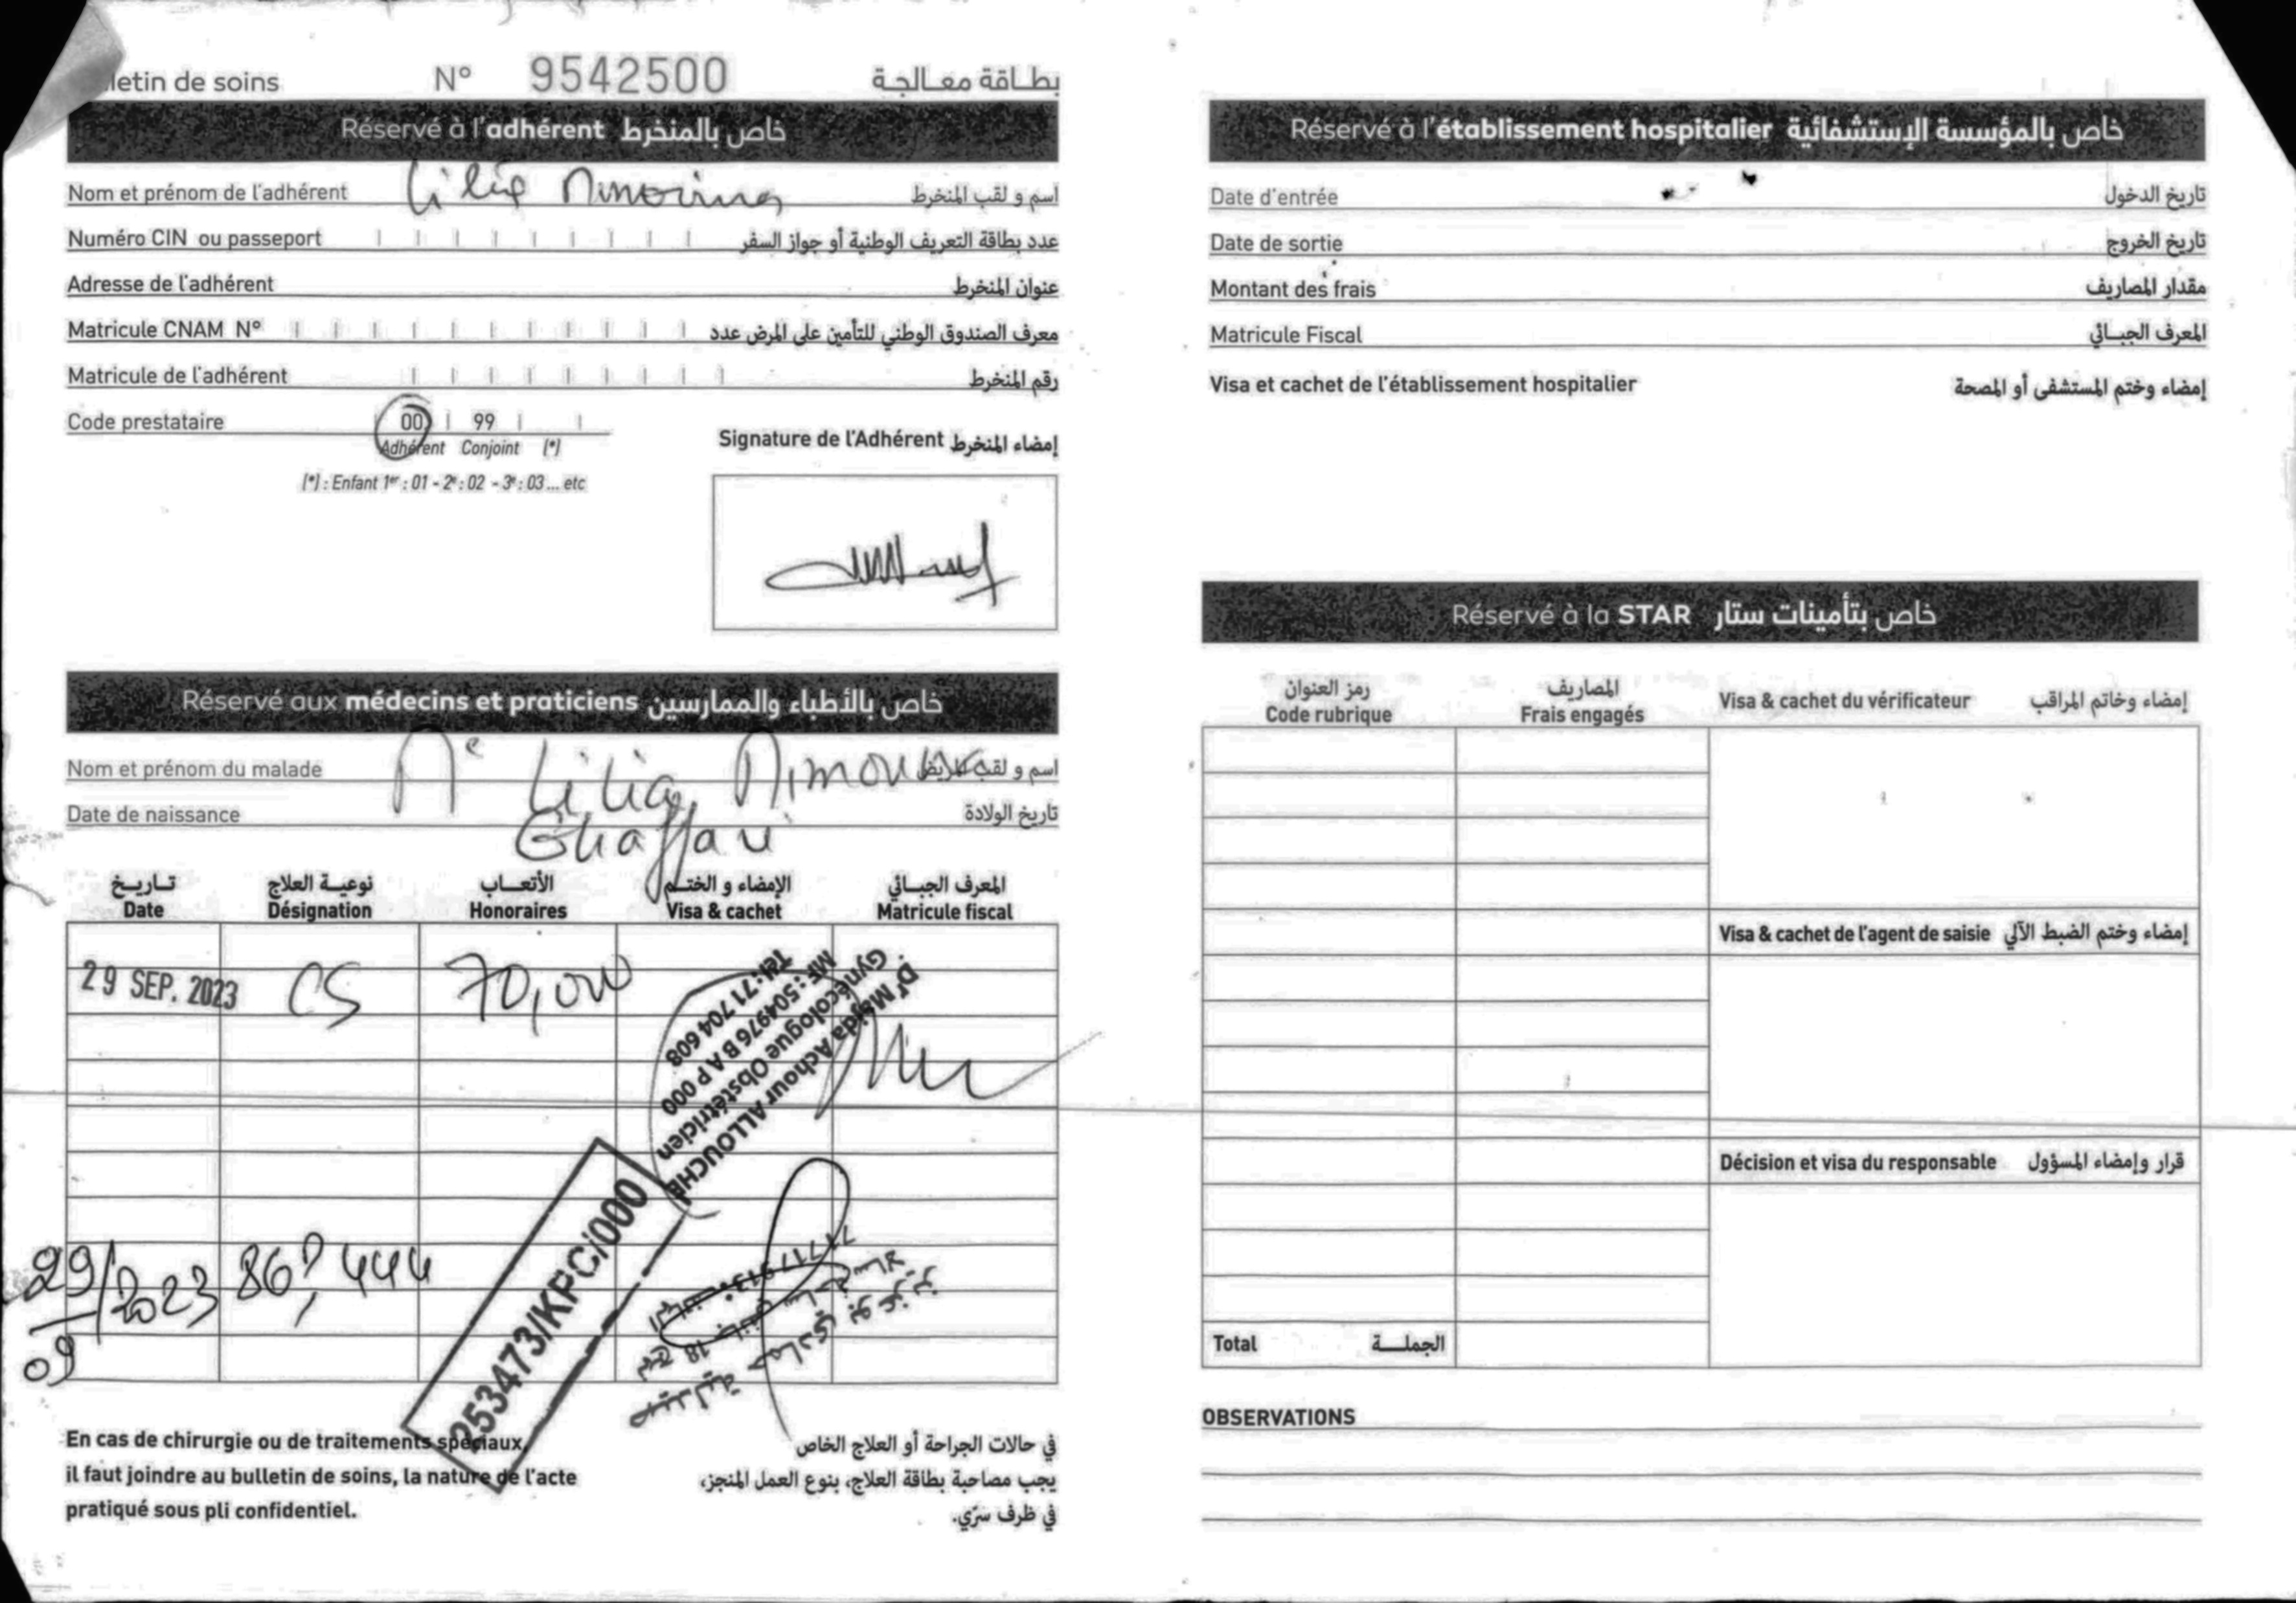 letin de soins N° 9542500 بطاقة معالجة
Réservé à l'adhérent خاص بالمنخرط
Nom et prénom de l'adhérent Lilia Mimouna اسم و لقب المنخرط
Numéro CIN ou passeport عدد بطاقة التعريف الوطنية أو جواز السفر
Adresse de l'adhérent عنوان المنخرط
Matricule CNAM N° معرف الصندوق الوطني للتأمين على المرض عدد
Matricule de l'adhérent رقم المنخرط
Code prestataire 00 99
Adhérent Conjoint (*)
(*) : Enfant 1er : 01 - 2e : 02 - 3e : 03 ... etc
Signature de l'Adhérent إمضاء المنخرط
Réservé aux médecins et praticiens خاص بالأطباء والممارسين
Nom et prénom du malade Me Lilia Mimouna اسم و لقب المريض
Date de naissance Ghaffari تاريخ الولادة
تاريخ نوعية العلاج الأتعاب الإمضاء و الختم المعرف الجبائي
Date Désignation Honoraires Visa & cachet Matricule fiscal
29 SEP. 2023 CS 70,000
Dr Majda Achour ALLOUCHE
Gynécologue Obstétricien
MF : 504976 B A P 000
Tél : 71 704 608
29/09/2023 86,444
253473/KPC/000
En cas de chirurgie ou de traitements spéciaux,
il faut joindre au bulletin de soins, la nature de l'acte
pratiqué sous pli confidentiel.
في حالات الجراحة أو العلاج الخاص
يجب مصاحبة بطاقة العلاج، بنوع العمل المنجز،
في ظرف سرّي.
Réservé à l'établissement hospitalier خاص بالمؤسسة الإستشفائية
Date d'entrée تاريخ الدخول
Date de sortie تاريخ الخروج
Montant des frais مقدار المصاريف
Matricule Fiscal المعرف الجبائي
Visa et cachet de l'établissement hospitalier إمضاء وختم المستشفى أو المصحة
Réservé à la STAR خاص بتأمينات ستار
رمز العنوان المصاريف
Code rubrique Frais engagés Visa & cachet du vérificateur إمضاء وخاتم المراقب
Visa & cachet de l'agent de saisie إمضاء وختم الضبط الآلي
Décision et visa du responsable قرار وإمضاء المسؤول
Total الجملة
OBSERVATIONS